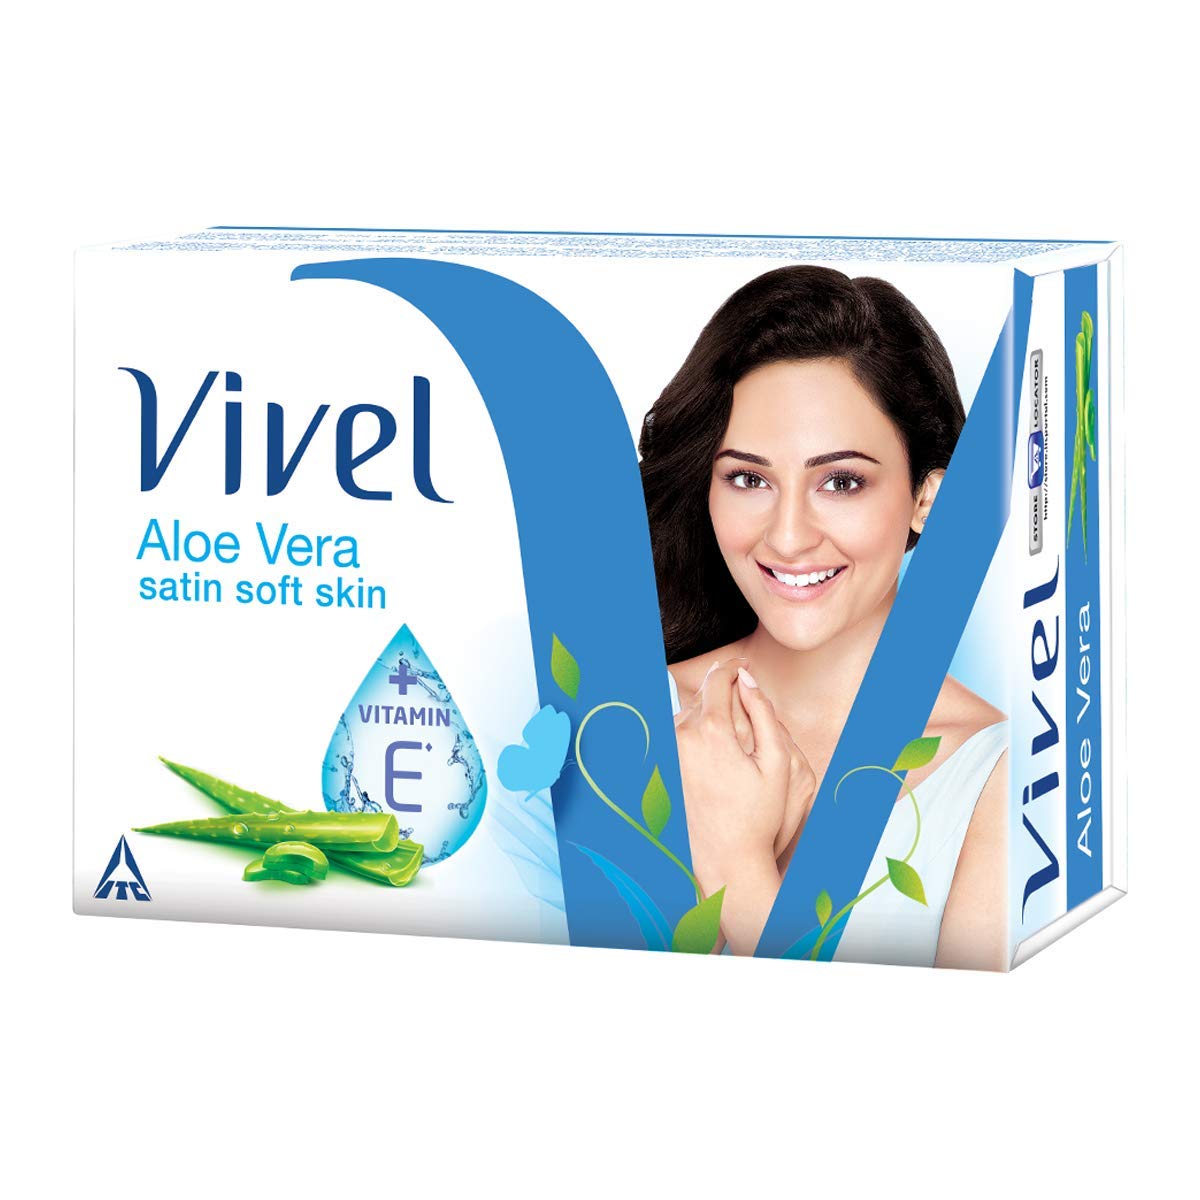 Vivel
Aloe Vera
satin soft skin
+
VITAMIN
E+
ITC
STORE LOCATOR
Vivel
Aloe Vera